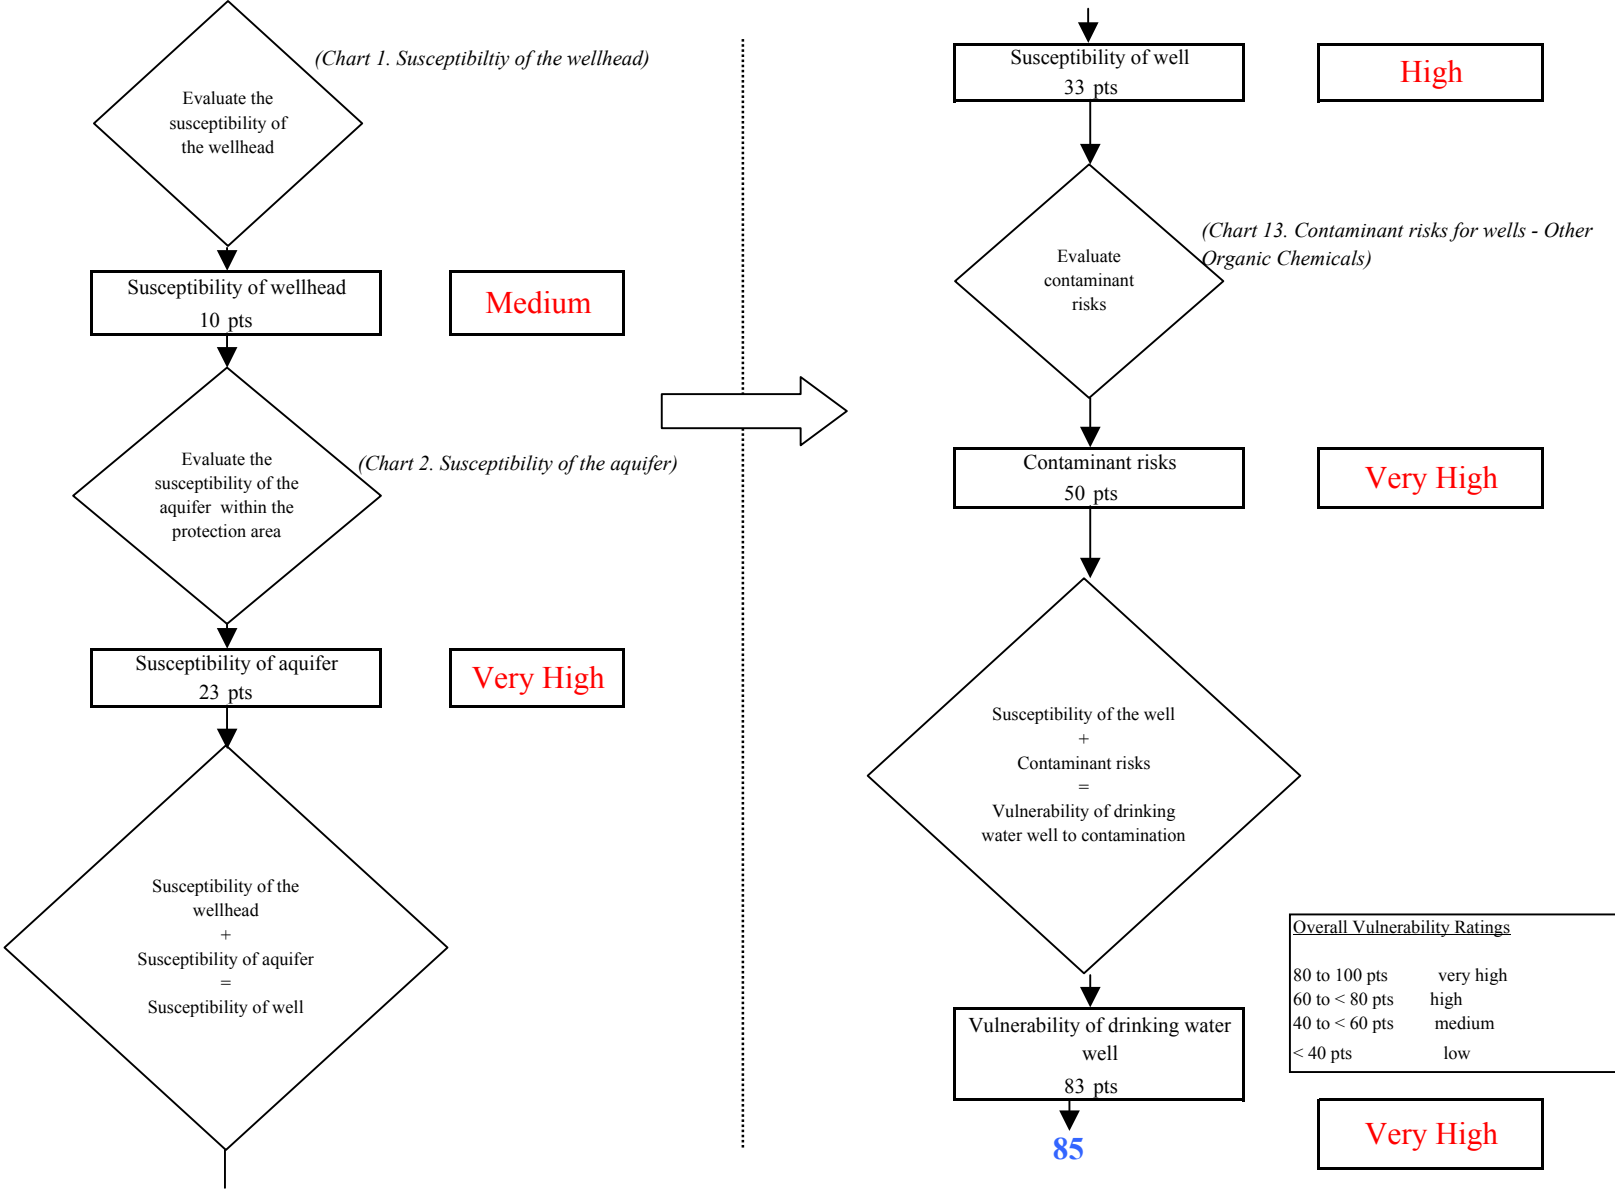 (Chart 1. Susceptibiltiy of the wellhead)
Evaluate the
susceptibility of
the wellhead
Susceptibility of wellhead
10 pts
Medium
(Chart 2. Susceptibility of the aquifer)
Evaluate the
susceptibility of the
aquifer within the
protection area
Susceptibility of aquifer
23 pts
Very High
Susceptibility of the
wellhead
+
Susceptibility of aquifer
=
Susceptibility of well
Susceptibility of well
33 pts
High
(Chart 13. Contaminant risks for wells - Other
Organic Chemicals)
Evaluate
contaminant
risks
Contaminant risks
50 pts
Very High
Susceptibility of the well
+
Contaminant risks
=
Vulnerability of drinking
water well to contamination
Overall Vulnerability Ratings
80 to 100 pts very high
60 to < 80 pts high
40 to < 60 pts medium
< 40 pts low
Vulnerability of drinking water
well
83 pts
85
Very High